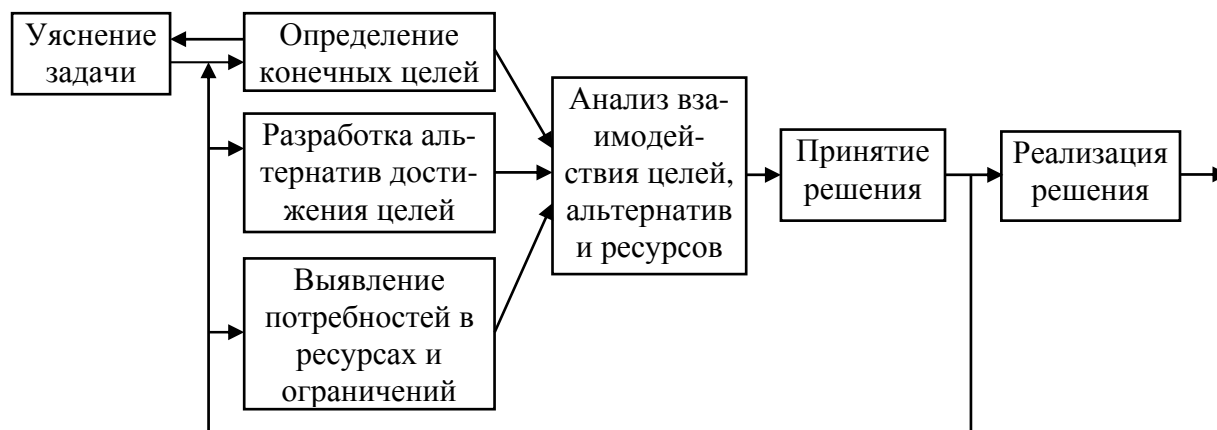 Уяснение
задачи
Определение
конечных целей
Разработка аль-
тернатив дости-
жения целей
Выявление
потребностей в
ресурсах и
ограничений
Анализ вза-
имодей-
ствия целей,
альтернатив
и ресурсов
Принятие
решения
Реализация
решения